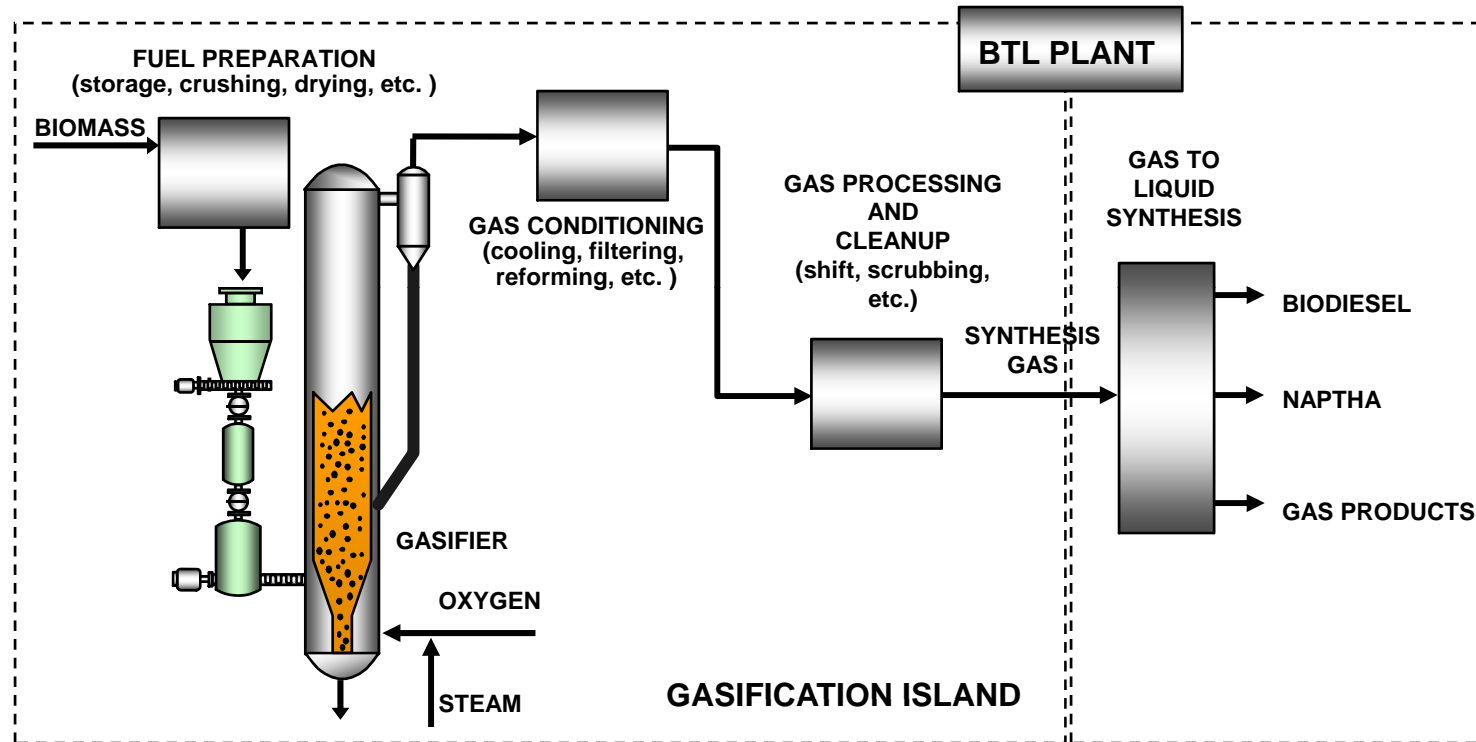 BTL PLANT
FUEL PREPARATION
(storage, crushing, drying, etc. )
BIOMASS
GAS CONDITIONING
(cooling, filtering,
reforming, etc. )
GAS PROCESSING
AND
CLEANUP
(shift, scrubbing,
etc.)
GAS TO
LIQUID
SYNTHESIS
SYNTHESIS
GAS
BIODIESEL
NAPTHA
GAS PRODUCTS
GASIFIER
OXYGEN
STEAM
GASIFICATION ISLAND